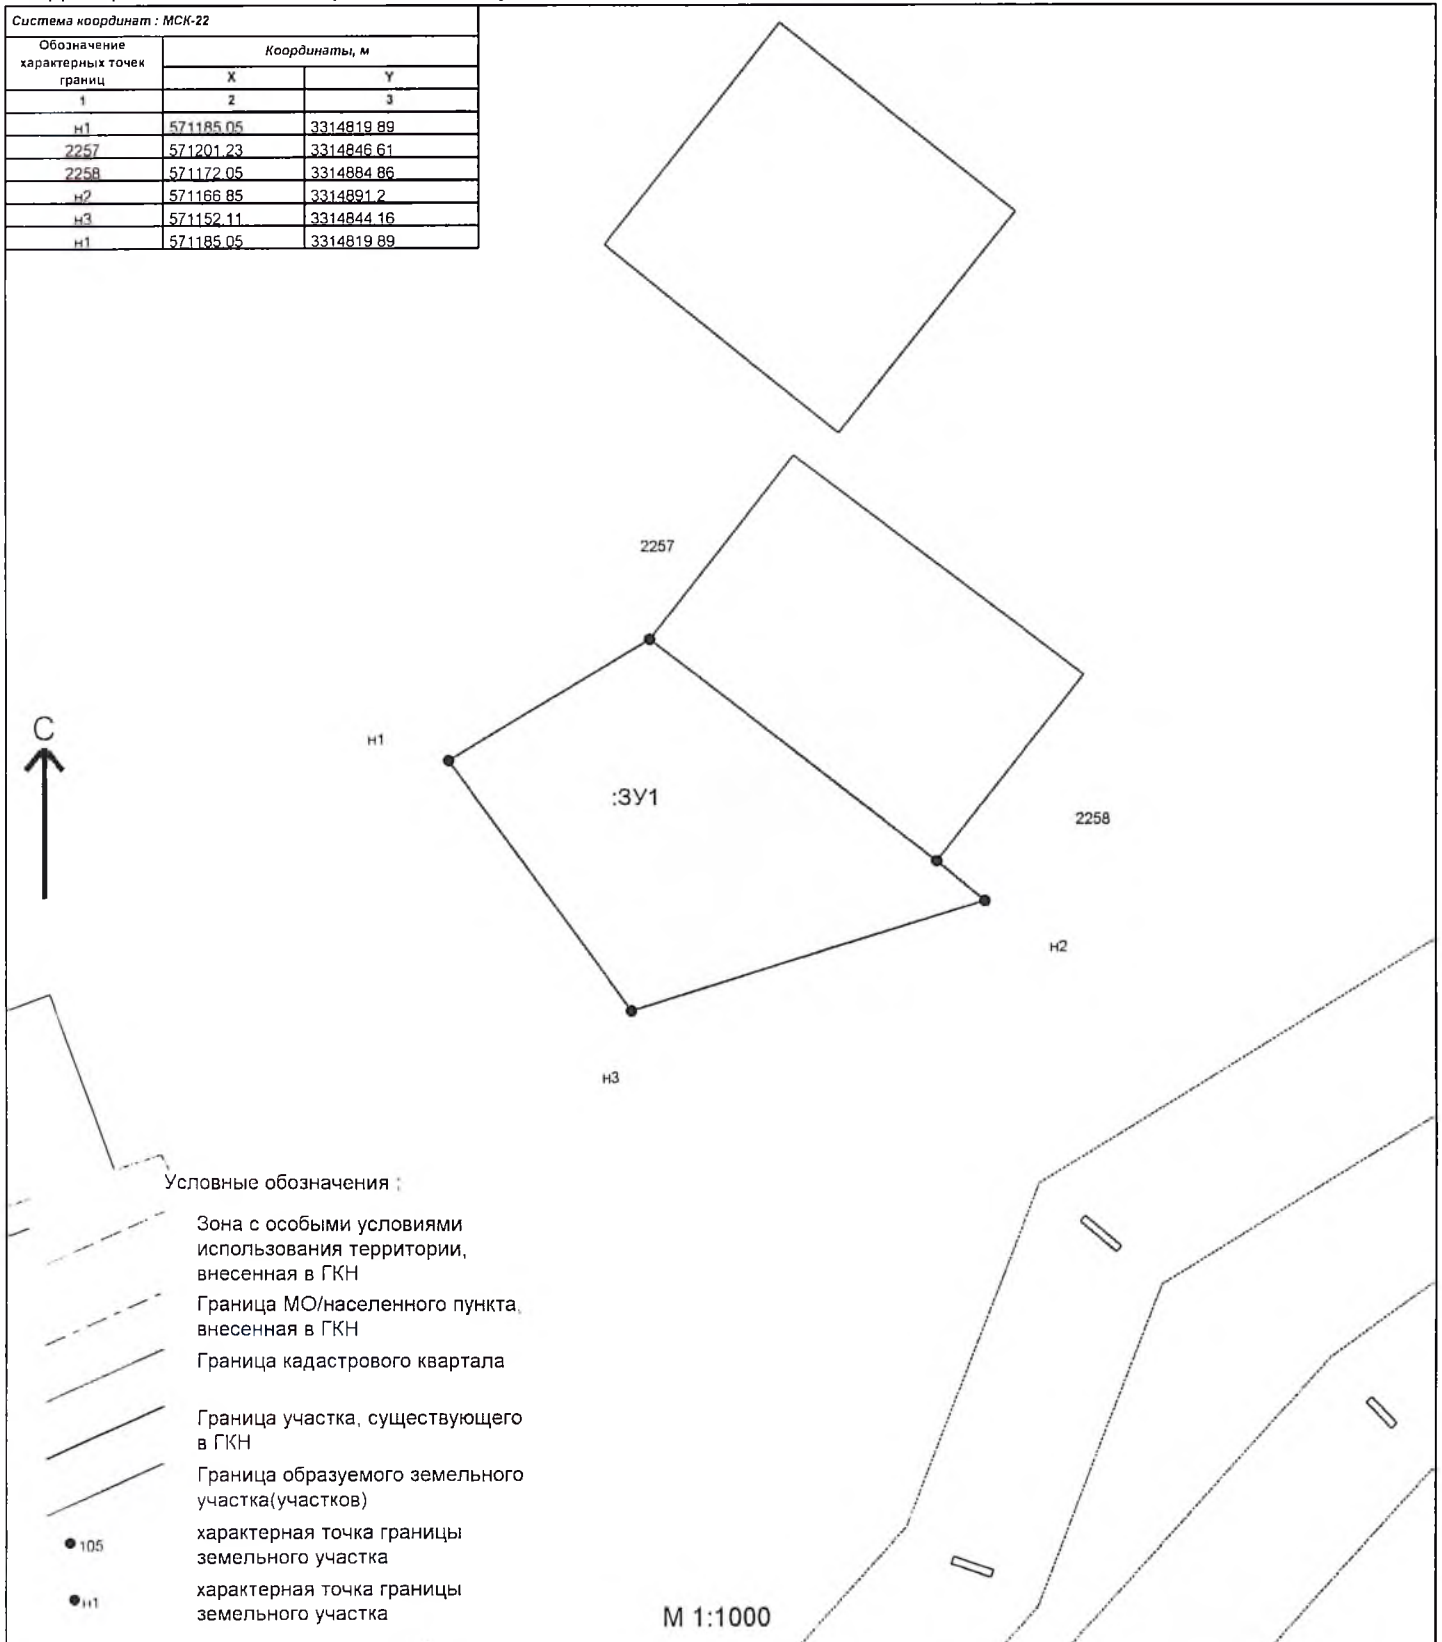 Система координат : МСК-22
Обозначение характерных точек границ
Координаты, м
X Y
1 2 3
н1 571185.05 3314819 89
2257 571201.23 3314846 61
2258 571172 05 3314884 86
н2 571166 85 3314891.2
н3 571152.11 3314844.16
н1 571185 05 3314819 89
2257
н1
С
:ЗУ1
2258
н2
н3
Условные обозначения :
Зона с особыми условиями
использования территории,
внесенная в ГКН
Граница МО/населенного пункта,
внесенная в ГКН
Граница кадастрового квартала
Граница участка, существующего
в ГКН
Граница образуемого земельного
участка(участков)
105
характерная точка границы
земельного участка
н1
характерная точка границы
земельного участка
М 1:1000